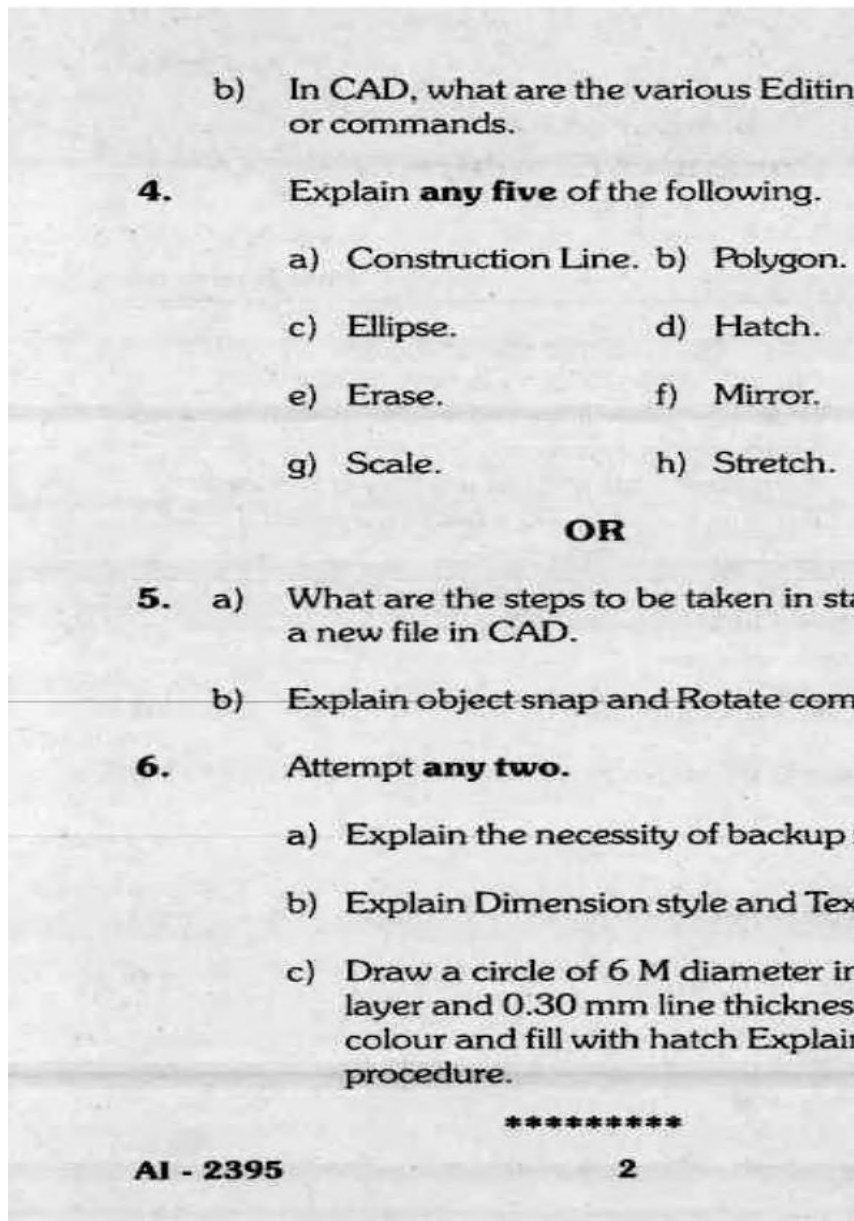 b) In CAD, what are the various Editin
or commands.
4. Explain any five of the following.
a) Construction Line. b) Polygon.
c) Ellipse. d) Hatch.
e) Erase. f) Mirror.
g) Scale. h) Stretch.
OR
5. a) What are the steps to be taken in sta
a new file in CAD.
b) Explain object snap and Rotate com
6. Attempt any two.
a) Explain the necessity of backup
b) Explain Dimension style and Tex
c) Draw a circle of 6 M diameter in
layer and 0.30 mm line thicknes
colour and fill with hatch Explain
procedure.
*********
AI - 2395 2